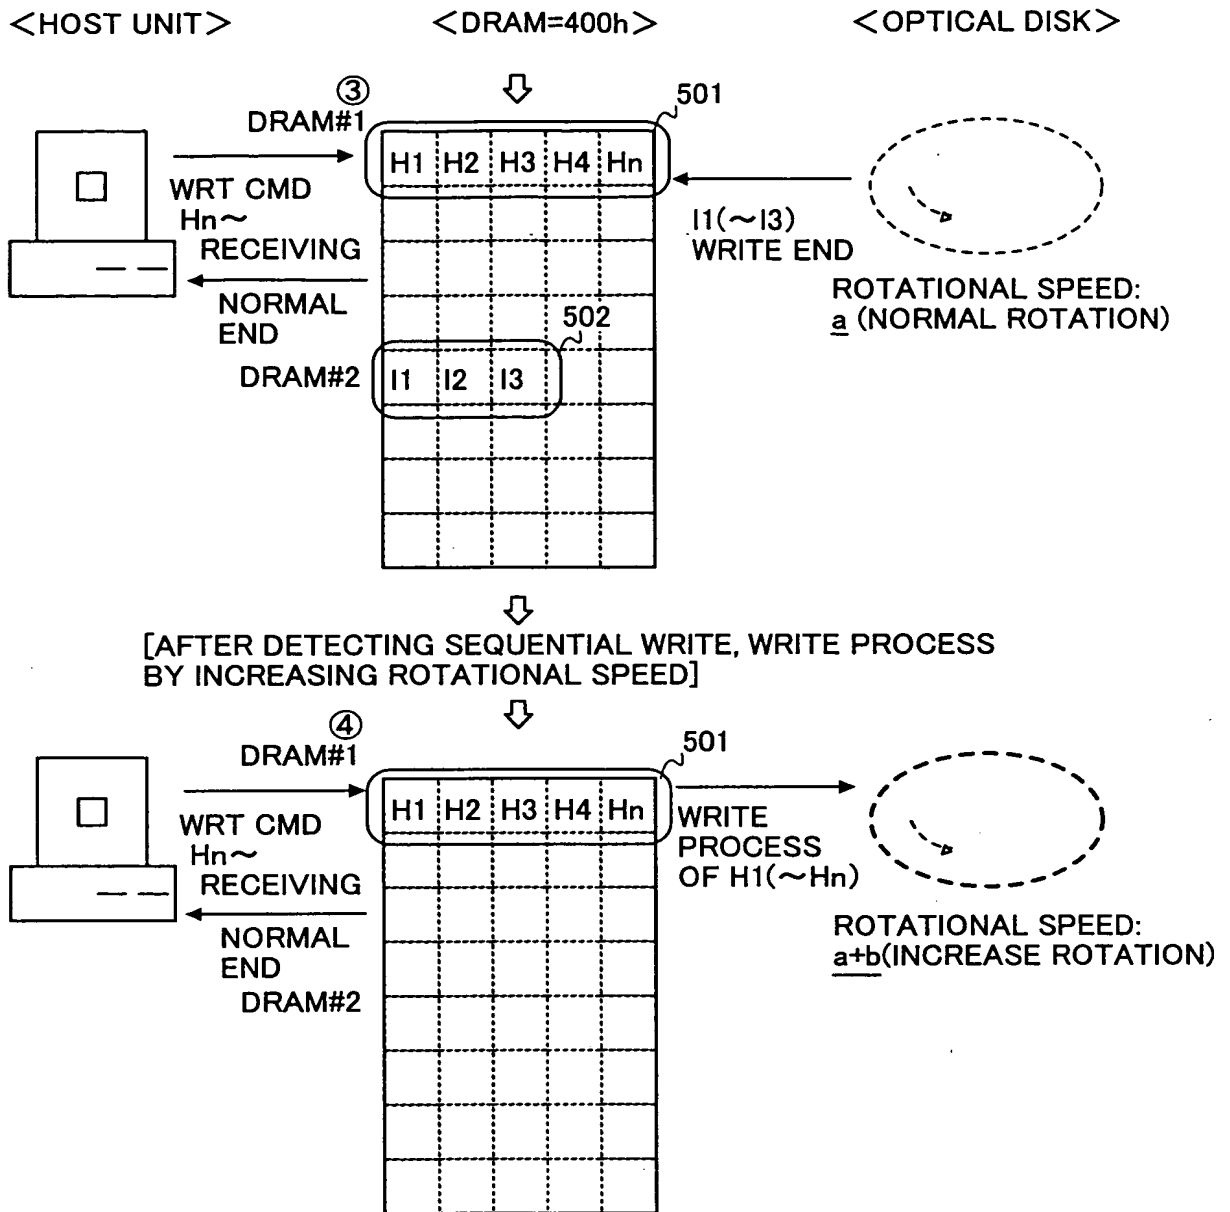 <HOST UNIT>
<DRAM=400h>
<OPTICAL DISK>
③
DRAM#1
501
H1 H2 H3 H4 Hn
WRT CMD
Hn~
RECEIVING
NORMAL
END
I1(~I3)
WRITE END
ROTATIONAL SPEED:
a (NORMAL ROTATION)
502
DRAM#2
I1 I2 I3
[AFTER DETECTING SEQUENTIAL WRITE, WRITE PROCESS
BY INCREASING ROTATIONAL SPEED]
④
DRAM#1
501
H1 H2 H3 H4 Hn
WRT CMD
Hn~
RECEIVING
NORMAL
END
DRAM#2
WRITE
PROCESS
OF H1(~Hn)
ROTATIONAL SPEED:
a+b(INCREASE ROTATION)